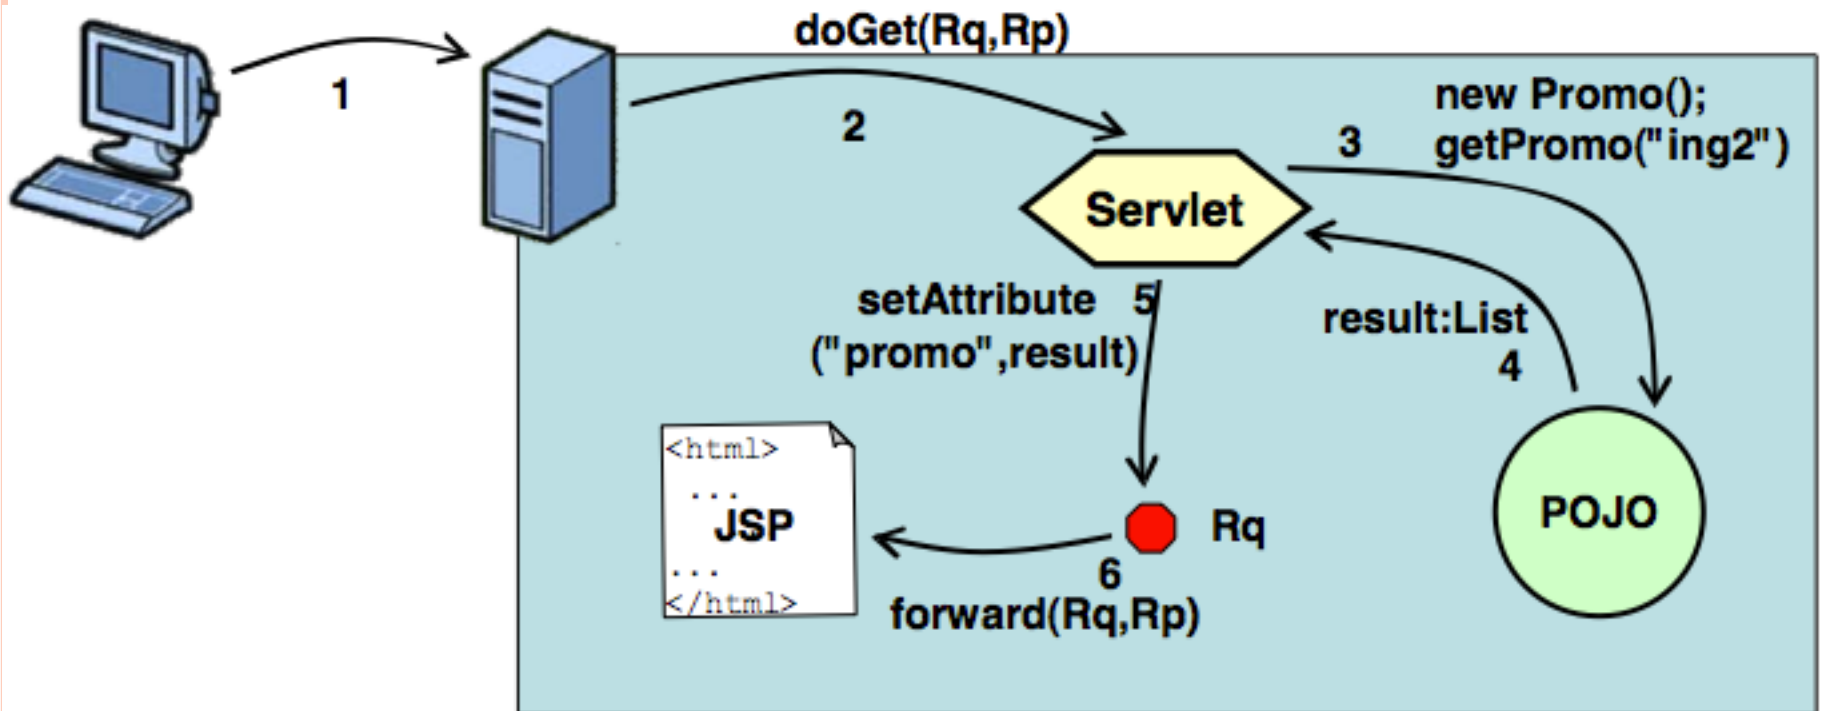 doGet(Rq,Rp)
1
2
3
new Promo();
getPromo("ing2")
Servlet
setAttribute 5
("promo",result)
result:List
4
<html>
...
JSP
...
</html>
Rq
POJO
6
forward(Rq,Rp)